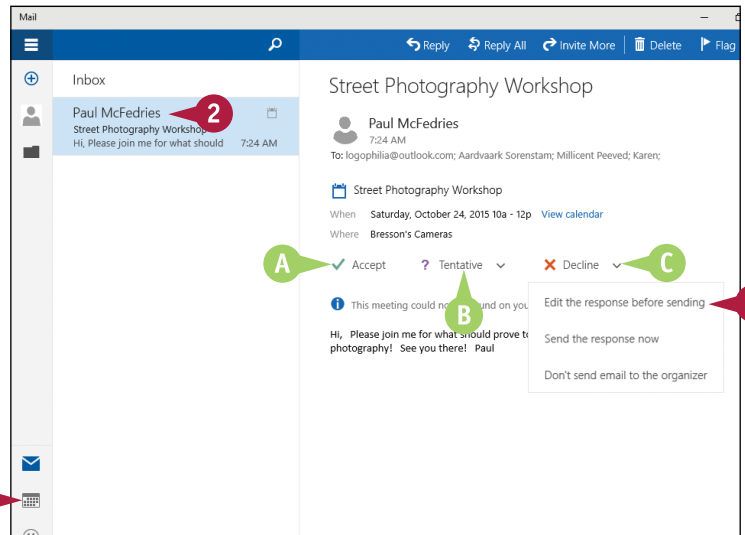 Mail
Reply Reply All Invite More Delete Flag
Inbox
Paul McFedries 2
Street Photography Workshop
Hi, Please join me for what should 7:24 AM
Street Photography Workshop
Paul McFedries
7:24 AM
To: logophilia@outlook.com; Aardvaark Sorenstam; Millicent Peeved; Karen;
Street Photography Workshop
When Saturday, October 24, 2015 10a - 12p View calendar
Where Bresson's Cameras
A Accept ? Tentative Decline C
B
This meeting could no und on you
Hi, Please join me for what should prove to
photography! See you there! Paul
Edit the response before sending
Send the response now
Don't send email to the organizer